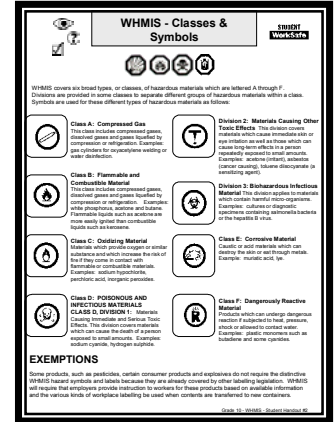 WHMIS - Classes &
Symbols
STUDENT
WorkSafe
WHMIS covers six broad types, or classes, of hazardous materials which are lettered A through F.
Divisions are provided in some classes to separate different groups of hazardous materials within a class.
Symbols are used for these different types of hazardous materials as follows:
Class A: Compressed Gas
This class includes compressed gases,
dissolved gases and gases liquefied by
compression or refrigeration. Examples:
gas cylinders for oxyacetylene welding or
water disinfection.
Class B: Flammable and
Combustible Material
This class includes compressed gases,
dissolved gases and gases liquefied by
compression or refrigeration. Examples:
white phosphorus, acetone and butane.
Flammable liquids such as acetone are
more easily ignited than combustible
liquids such as kerosene.
Class C: Oxidizing Material
Materials which provide oxygen or similar
substance and which increase the risk of
fire if they come in contact with
flammable or combustible materials.
Examples: sodium hypochlorite,
perchloric acid, inorganic peroxides.
Class D: POISONOUS AND
INFECTIOUS MATERIALS
CLASS D, DIVISION 1: Materials
Causing Immediate and Serious Toxic
Effects. This division covers materials
which can cause the death of a person
exposed to small amounts. Examples:
sodium cyanide, hydrogen sulphide.
Division 2: Materials Causing Other
Toxic Effects This division covers
materials which cause immediate skin or
eye irritation as well as those which can
cause long-term effects in a person
repeatedly exposed to small amounts.
Examples: acetone (irritant), asbestos
(cancer causing), toluene diisocyanate (a
sensitizing agent).
Division 3: Biohazardous Infectious
Material This division applies to materials
which contain harmful micro-organisms.
Examples: cultures or diagnostic
specimens containing salmonella bacteria
or the hepatitis B virus.
Class E: Corrosive Material
Caustic or acid materials which can
destroy the skin or eat through metals.
Example: muriatic acid, lye.
Class F: Dangerously Reactive
Material
Products which can undergo dangerous
reaction if subjected to heat, pressure,
shock or allowed to contact water.
Examples: plastic monomers such as
butadiene and some cyanides.
EXEMPTIONS
Some products, such as pesticides, certain consumer products and explosives do not require the distinctive
WHMIS hazard symbols and labels because they are already covered by other labelling legislation. WHMIS
will require that employers provide instruction to workers for these products based on available information
and the various kinds of workplace labelling be used when contents are transferred to new containers.
Grade 10 - WHMIS - Student Handout #2